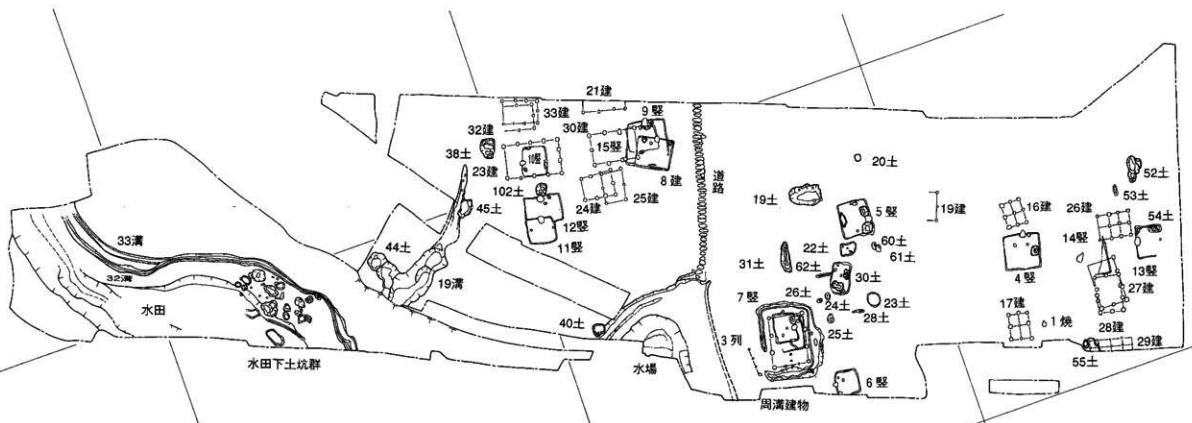 21建
33建
9竪
32建
30建
15竪
38土
10竪
23建
8建
102土
24建
25建
45土
12竪
11竪
道路
20土
19土
5竪
19建
16建
26建
52土
53土
54土
14竪
33溝
44土
22土
60土
61土
31土
62土
30土
4竪
13竪
32溝
19溝
7竪
26土
24土
23土
27建
水田
28土
17建
1焼
40土
25土
28建
3列
29建
水田下土坑群
水場
6竪
55土
周溝建物